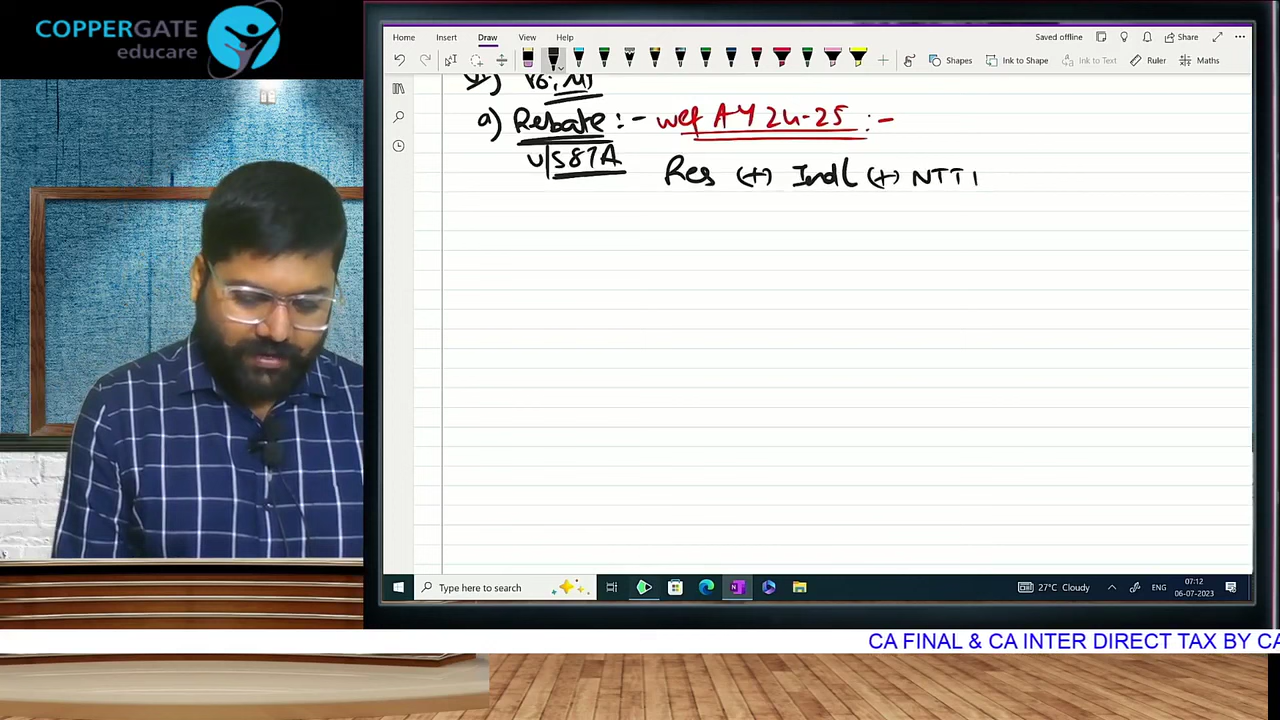 COPPERGATE
educare
Home Insert Draw View Help
Saved offline
Share
Shapes
Ink to Shape
Ink to Text
Ruler
Maths
a) Rebate :- wef AY 24-25 :-
u/s 87A
Res (+) Indl (+) NTTI
Type here to search
27°C Cloudy
ENG
07:12
06-07-2023
CA FINAL & CA INTER DIRECT TAX BY CA